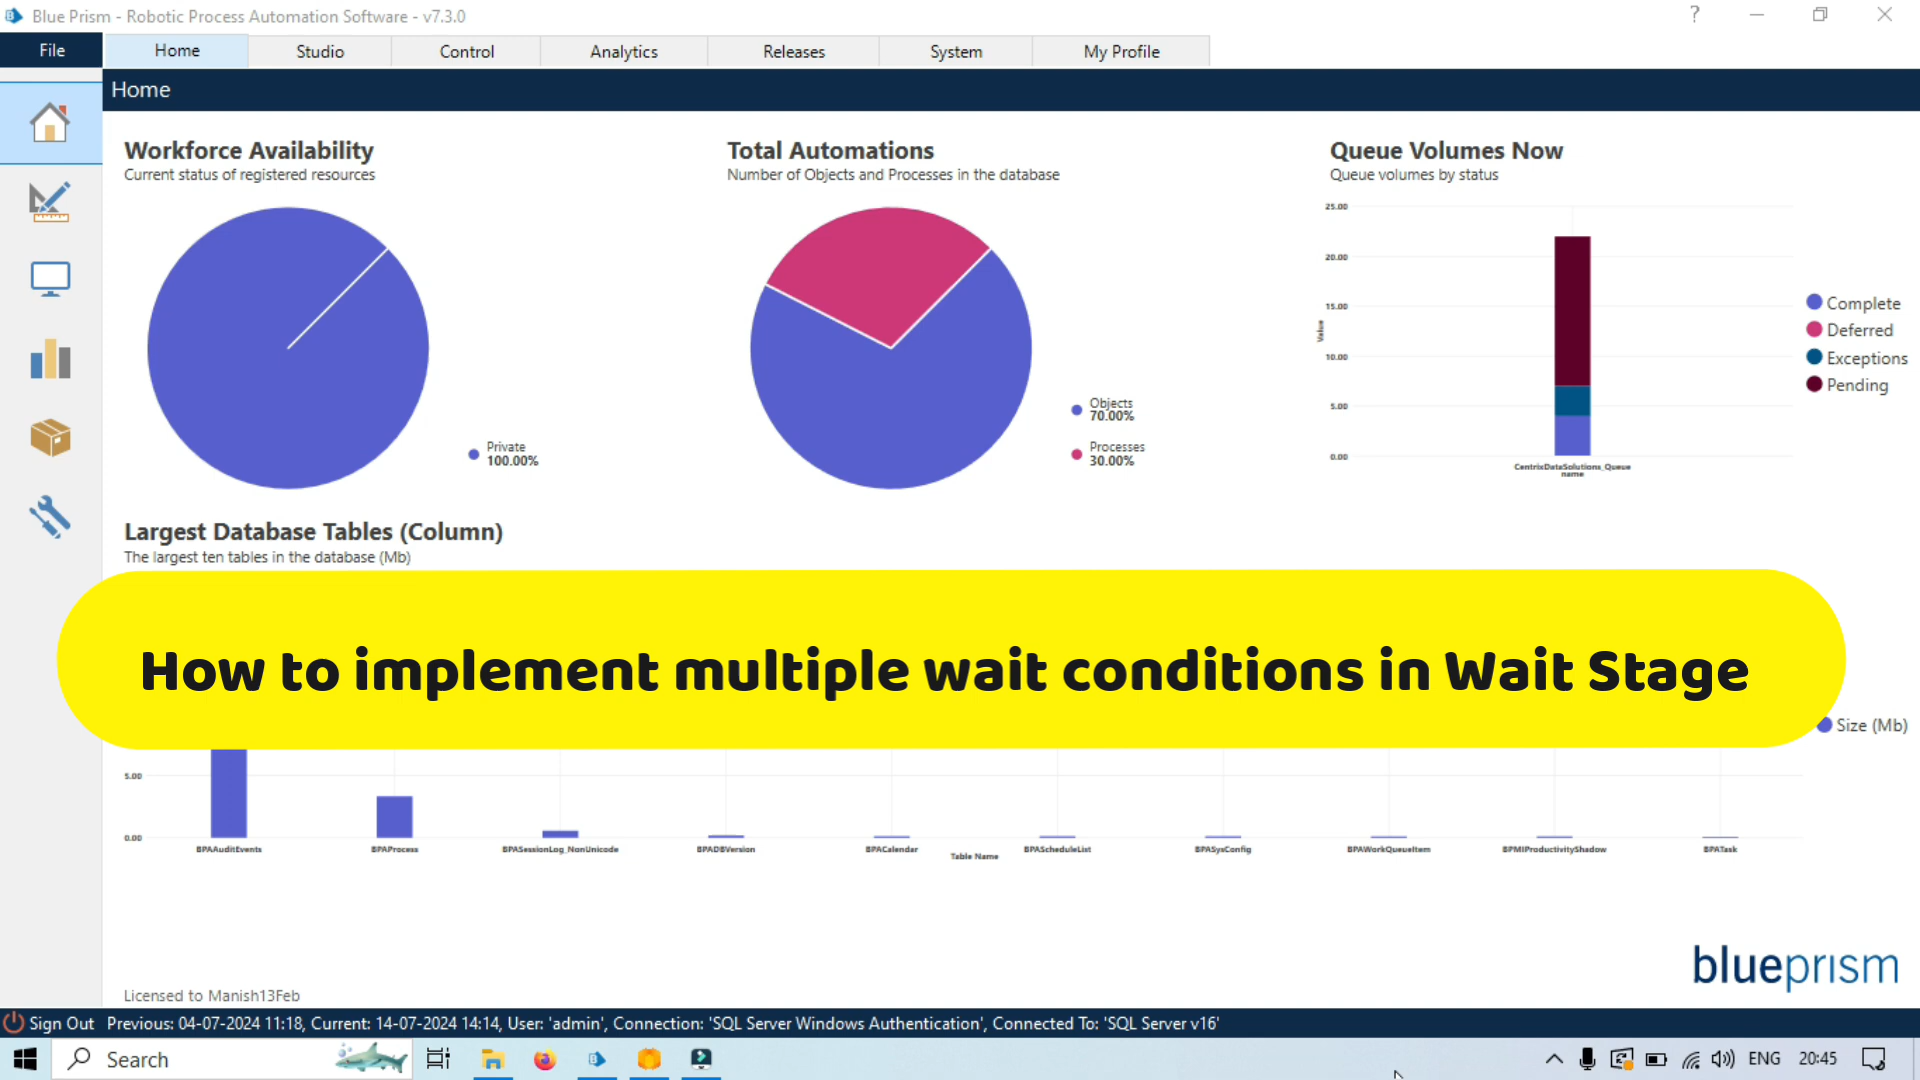 Blue Prism - Robotic Process Automation Software - v7.3.0
?
File Home Studio Control Analytics Releases System My Profile
Home
Workforce Availability
Current status of registered resources
Private
100.00%
Total Automations
Number of Objects and Processes in the database
Objects
70.00%
Processes
30.00%
Queue Volumes Now
Queue volumes by status
25.00
20.00
15.00
10.00
5.00
0.00
Value
CentrixDataSolutions_Queue
name
Complete
Deferred
Exceptions
Pending
Largest Database Tables (Column)
The largest ten tables in the database (Mb)
How to implement multiple wait conditions in Wait Stage
Size (Mb)
5.00
0.00
BPAAuditEvents BPAProcess BPASessionLog_NonUnicode BPADBVersion BPACalendar BPAScheduleList BPASysConfig BPAWorkQueueItem BPMIProductivityShadow BPATask
Table Name
blueprism
Licensed to Manish13Feb
Sign Out Previous: 04-07-2024 11:18, Current: 14-07-2024 14:14, User: 'admin', Connection: 'SQL Server Windows Authentication', Connected To: 'SQL Server v16'
Search ENG 20:45